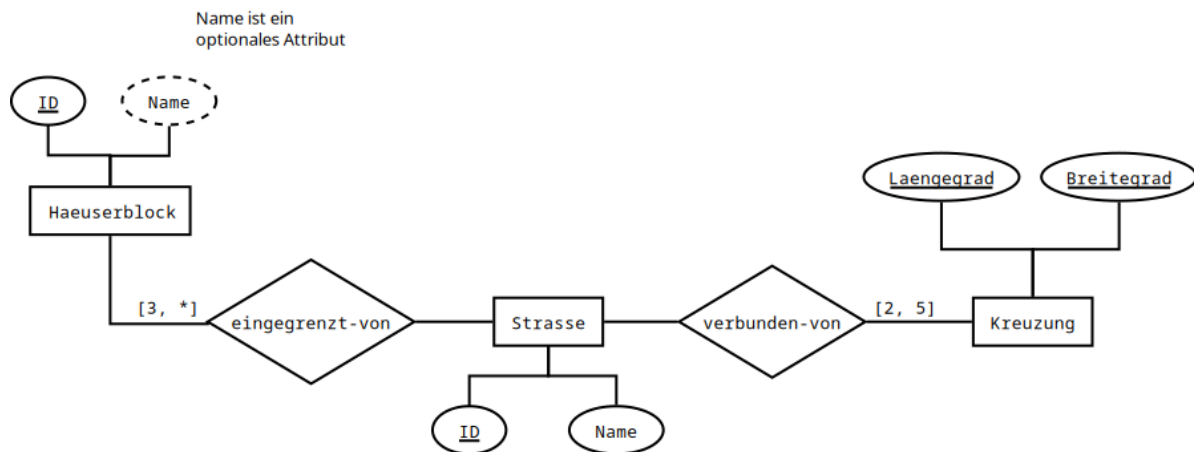 Name ist ein
optionales Attribut
ID
Name
Haeuserblock
Laengegrad
Breitegrad
[3, *]
[2, 5]
eingegrenzt-von
Strasse
verbunden-von
Kreuzung
ID
Name